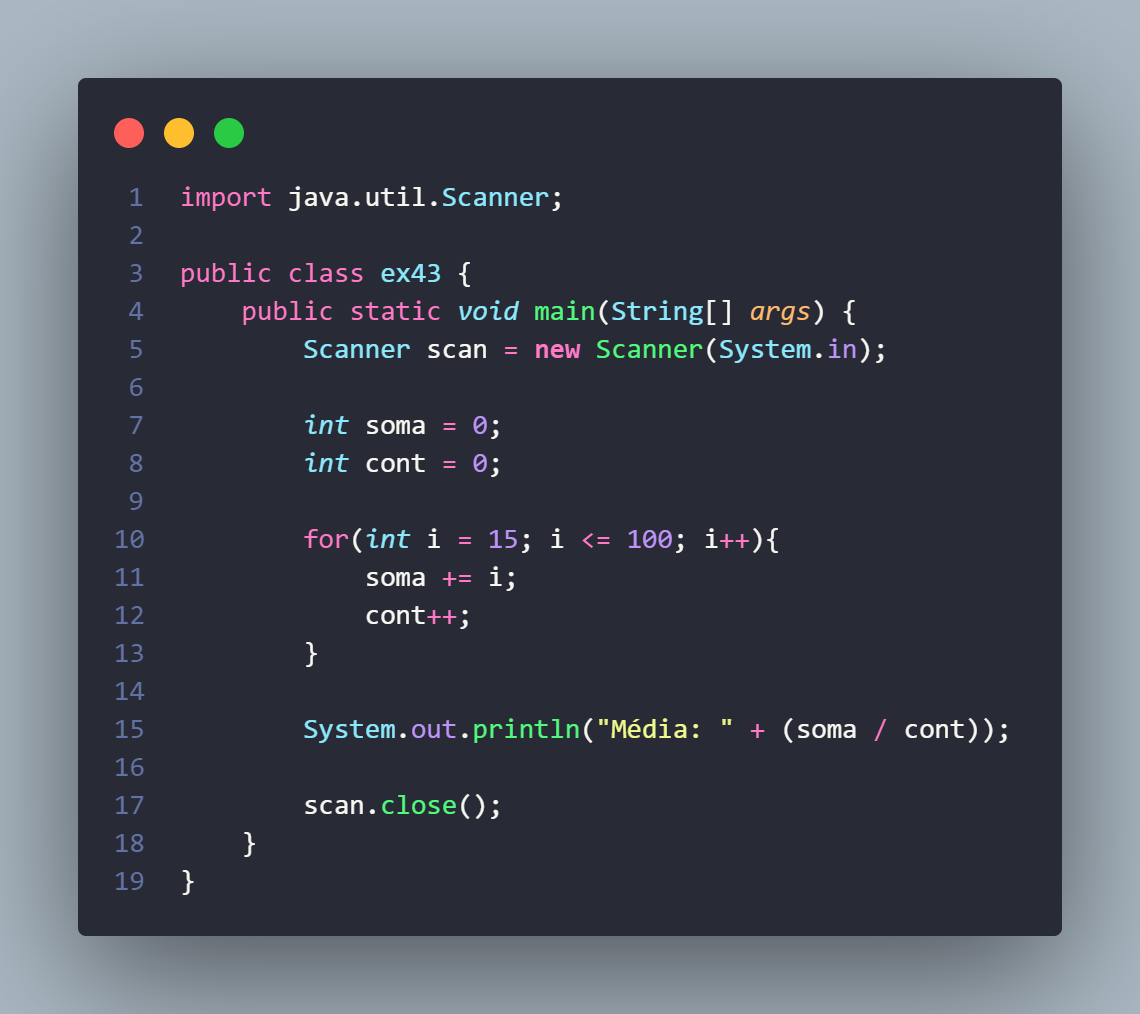 1 import java.util.Scanner;
2
3 public class ex43 {
4     public static void main(String[] args) {
5         Scanner scan = new Scanner(System.in);
6
7         int soma = 0;
8         int cont = 0;
9
10         for(int i = 15; i <= 100; i++){
11             soma += i;
12             cont++;
13         }
14
15         System.out.println("Média: " + (soma / cont));
16
17         scan.close();
18     }
19 }